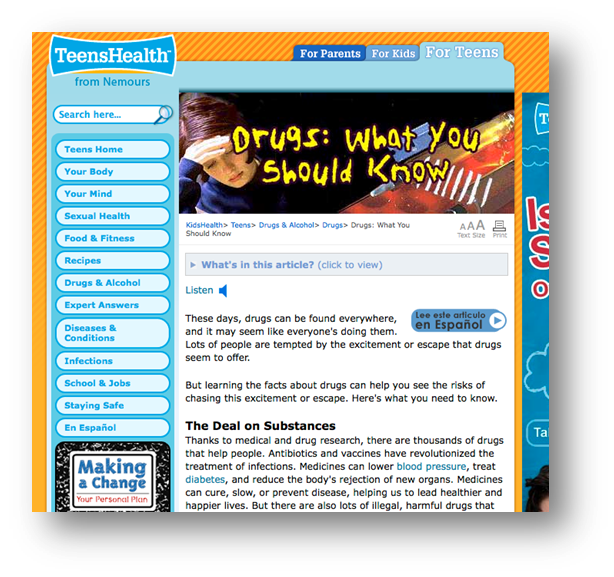 TeensHealth™
from Nemours
For Parents
For Kids
For Teens
Search here...
Teens Home
Your Body
Your Mind
Sexual Health
Food & Fitness
Recipes
Drugs & Alcohol
Expert Answers
Diseases &
Conditions
Infections
School & Jobs
Staying Safe
En Español
Making
a Change
Your Personal Plan
Drugs: What You
Should Know
KidsHealth> Teens> Drugs & Alcohol> Drugs> Drugs: What You
Should Know
AAA
Text Size
Print
What's in this article? (click to view)
Listen
Lee este articulo
en Español
These days, drugs can be found everywhere,
and it may seem like everyone's doing them.
Lots of people are tempted by the excitement or escape that drugs
seem to offer.
But learning the facts about drugs can help you see the risks of
chasing this excitement or escape. Here's what you need to know.
The Deal on Substances
Thanks to medical and drug research, there are thousands of drugs
that help people. Antibiotics and vaccines have revolutionized the
treatment of infections. Medicines can lower blood pressure, treat
diabetes, and reduce the body's rejection of new organs. Medicines
can cure, slow, or prevent disease, helping us to lead healthier and
happier lives. But there are also lots of illegal, harmful drugs that